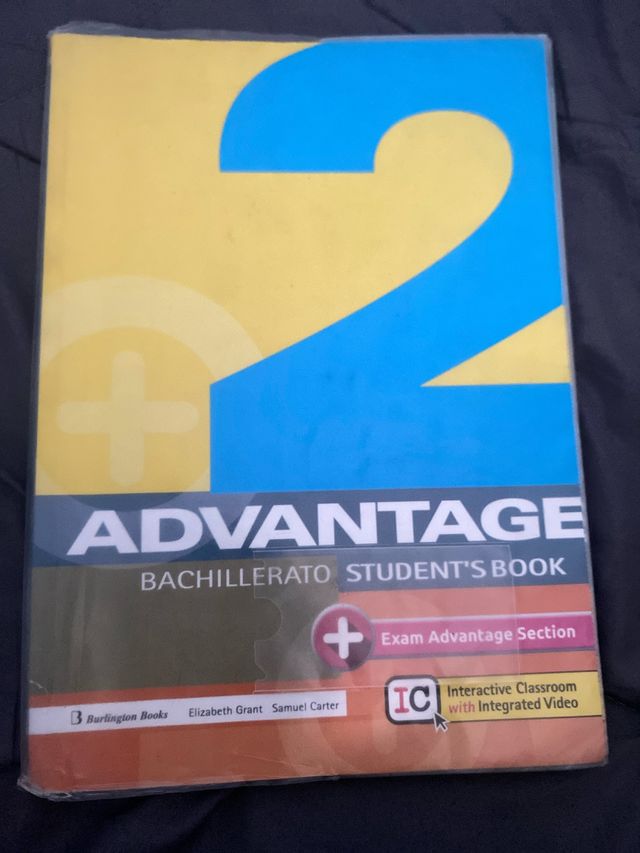 2
ADVANTAGE
BACHILLERATO STUDENT'S BOOK
Exam Advantage Section
B Burlington Books Elizabeth Grant Samuel Carter
IC Interactive Classroom
with Integrated Video